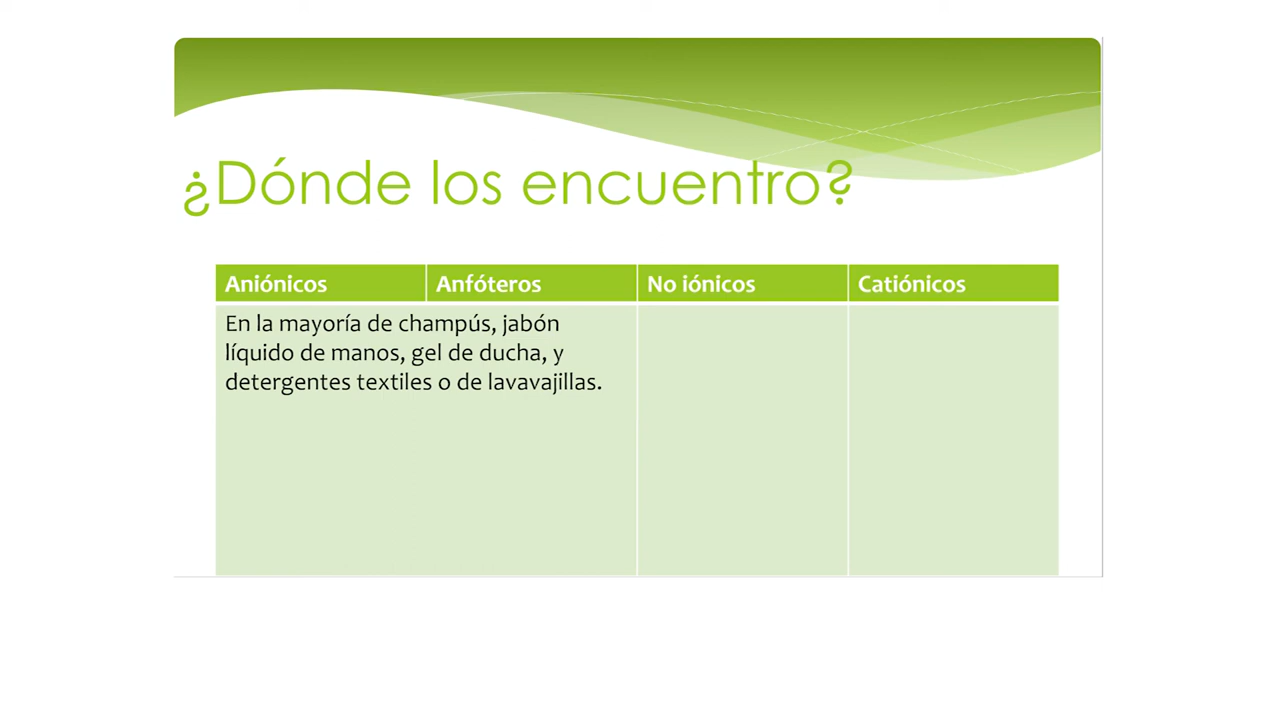 ¿Dónde los encuentro?
Aniónicos Anfóteros No iónicos Catiónicos
En la mayoría de champús, jabón
líquido de manos, gel de ducha, y
detergentes textiles o de lavavajillas.